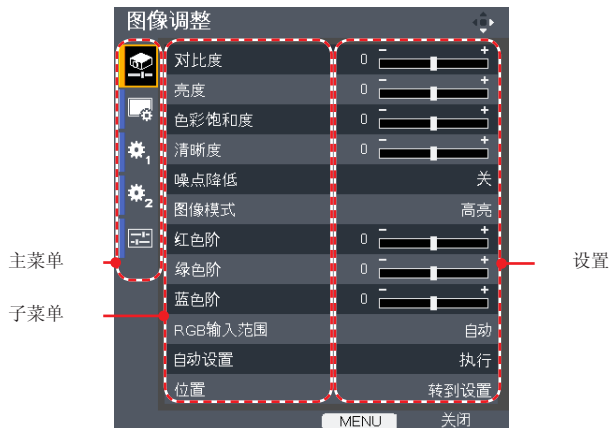 图像调整
对比度 0 - +
亮度 0 - +
色彩饱和度 0 - +
清晰度 0 - +
噪点降低 关
图像模式 高亮
红色阶 0 - +
绿色阶 0 - +
蓝色阶 0 - +
RGB输入范围 自动
自动设置 执行
位置 转到设置
MENU 关闭
1
2
主菜单
子菜单
设置